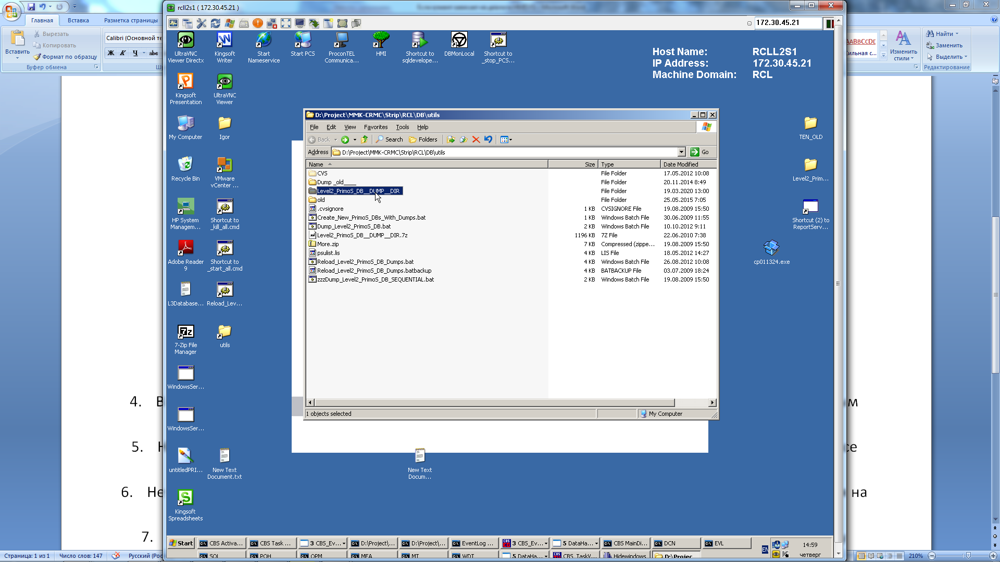 rcll2s1 ( 172.30.45.21 )
Главная
Вставка
Разметка страницы
Вставить
Вырезать
Копировать
Формат по образцу
Буфер обмена
Calibri (Основной те
Ж К Ч abc
172.30.45.21
AABBCCDE
Изменить стили
Найти
Заменить
Выделить
Редактирование
UltraVNC Viewer Directx
Kingsoft Writer
Start Nameservice
Start PCS
ProconTEL Communica...
HMI
Shortcut to sqldevelope...
DBMonLocal
Shortcut to _stop_PCS...
Host Name: RCLL2S1
IP Address: 172.30.45.21
Machine Domain: RCL
Kingsoft Presentation
UltraVNC Viewer
My Computer
Igor
Recycle Bin
VMware vCenter ...
HP System Managem...
Shortcut to _kill_all.cmd
Adobe Reader 9
Shortcut to _start_all.cmd
L3Database...
Reload_Lev...
7-Zip File Manager
utils
WindowsSer...
WindowsSer...
untitledPRI...
New Text Document.txt
New Text Docum...
Kingsoft Spreadsheets
TEN_OLD
Level2_Prim...
Shortcut (2) to ReportServ...
cp011324.exe
D:\Project\MMK-CRMC\Strip\RCL\DB\utils
File Edit View Favorites Tools Help
Back Search Folders
Address D:\Project\MMK-CRMC\Strip\RCL\DB\utils Go
Name Size Type Date Modified
CVS File Folder 17.05.2012 10:08
Dump _old____ File Folder 20.11.2014 8:49
Level2_PrimoS_DB__DUMP__DIR File Folder 19.03.2020 13:00
old File Folder 25.05.2015 7:05
.cvsignore 1 KB CVSIGNORE File 19.08.2009 15:50
Create_New_PrimoS_DBs_With_Dumps.bat 1 KB Windows Batch File 30.06.2009 11:55
Dump_Level2_PrimoS_DB.bat 2 KB Windows Batch File 10.10.2012 9:11
Level2_PrimoS_DB__DUMP__DIR.7z 1196 KB 7Z File 22.06.2010 7:38
More.zip 7 KB Compressed (zippe... 19.08.2009 15:50
psulist.lis 4 KB LIS File 18.05.2012 14:27
Reload_Level2_PrimoS_DB_Dumps.bat 4 KB Windows Batch File 26.08.2012 10:08
Reload_Level2_PrimoS_DB_Dumps.batbackup 4 KB BATBACKUP File 03.07.2009 18:24
zzzDump_Level2_PrimoS_DB_SEQUENTIAL.bat 2 KB Windows Batch File 19.08.2009 15:50
1 objects selected
My Computer
4. В
м
5. Н
се
6. Не
на
7.
Start
CBS Activa...
CBS Task ...
3 CBS_Ev...
D:\Project\...
D:\Project\...
EventLog ...
3 CBS_Ev...
5 DataHa...
CBS MainDi...
DCN
EVL
SQL
POH
OPM
MFA
MT
WDT
5 DataHa...
CBS_TaskV...
Hidewindows
D:\Projec...
EN
14:59
четверг
Страница: 1 из 1
Число слов: 147
Русский (Рос
210%